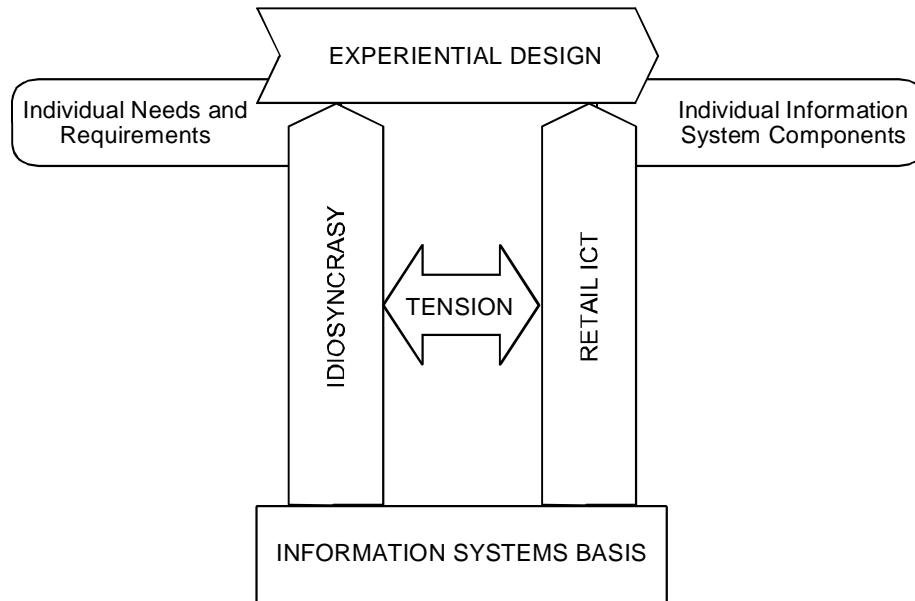 EXPERIENTIAL DESIGN
Individual Needs and
Requirements
Individual Information
System Components
IDIOSYNCRASY
TENSION
RETAIL ICT
INFORMATION SYSTEMS BASIS